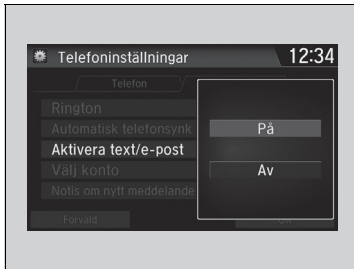 Telefoninställningar 12:34
Telefon
Rington
Automatisk telefonsynk
Aktivera text/e-post
Välj konto
Notis om nytt meddelande
På
Av
Förvald
OK